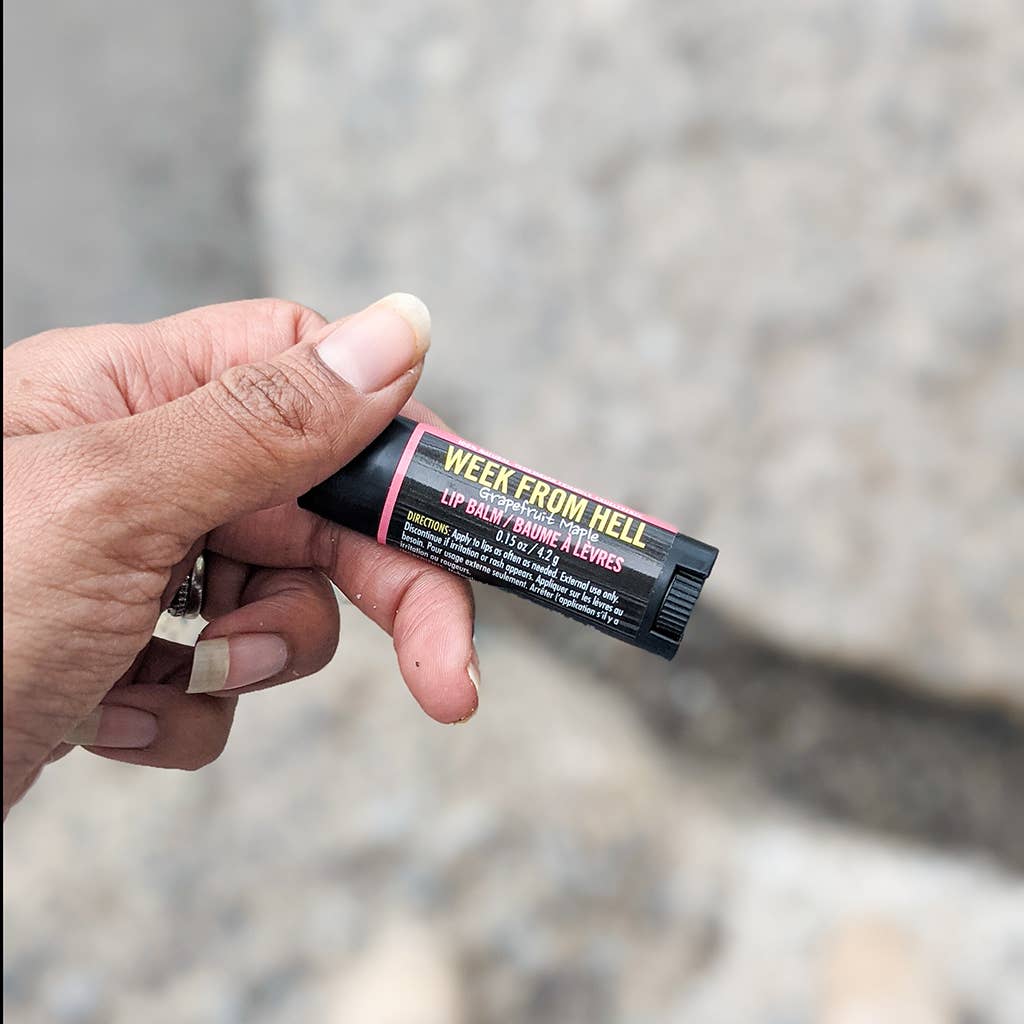 WEEK FROM HELL
Grapefruit Maple
LIP BALM / BAUME À LÈVRES
0.15 oz / 4.2 g
DIRECTIONS: Apply to lips as often as needed. External use only.
Discontinue if irritation or rash appears. Appliquer sur les lèvres au
besoin. Pour usage externe seulement. Arrêter l'application s'il y a
irritation ou rougeurs.